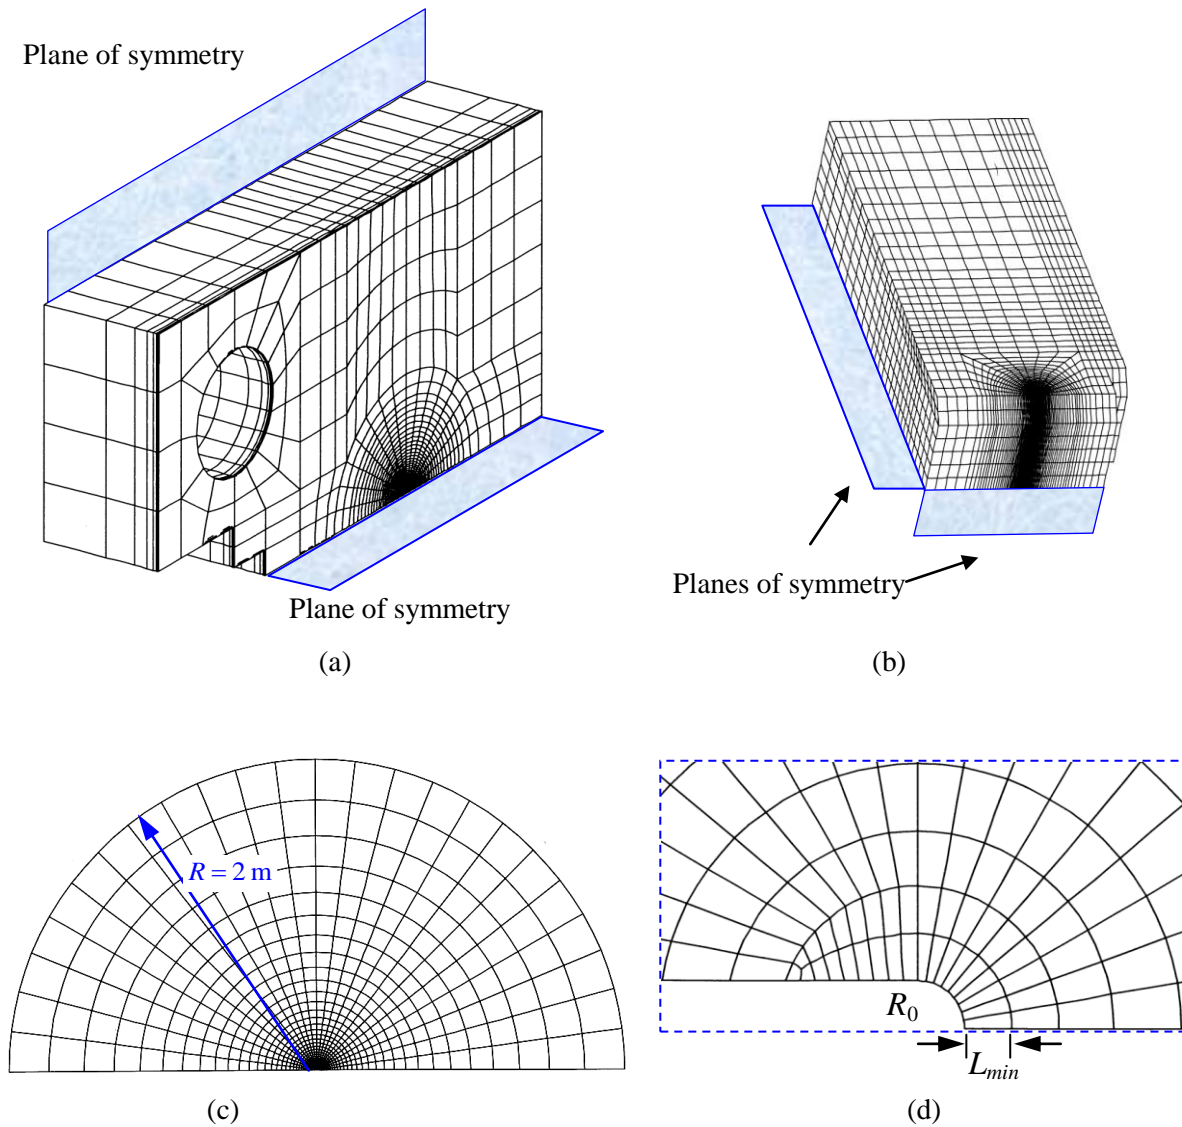 Plane of symmetry
Plane of symmetry
Planes of symmetry
(a)
(b)
R = 2 m
R0
Lmin
(c)
(d)